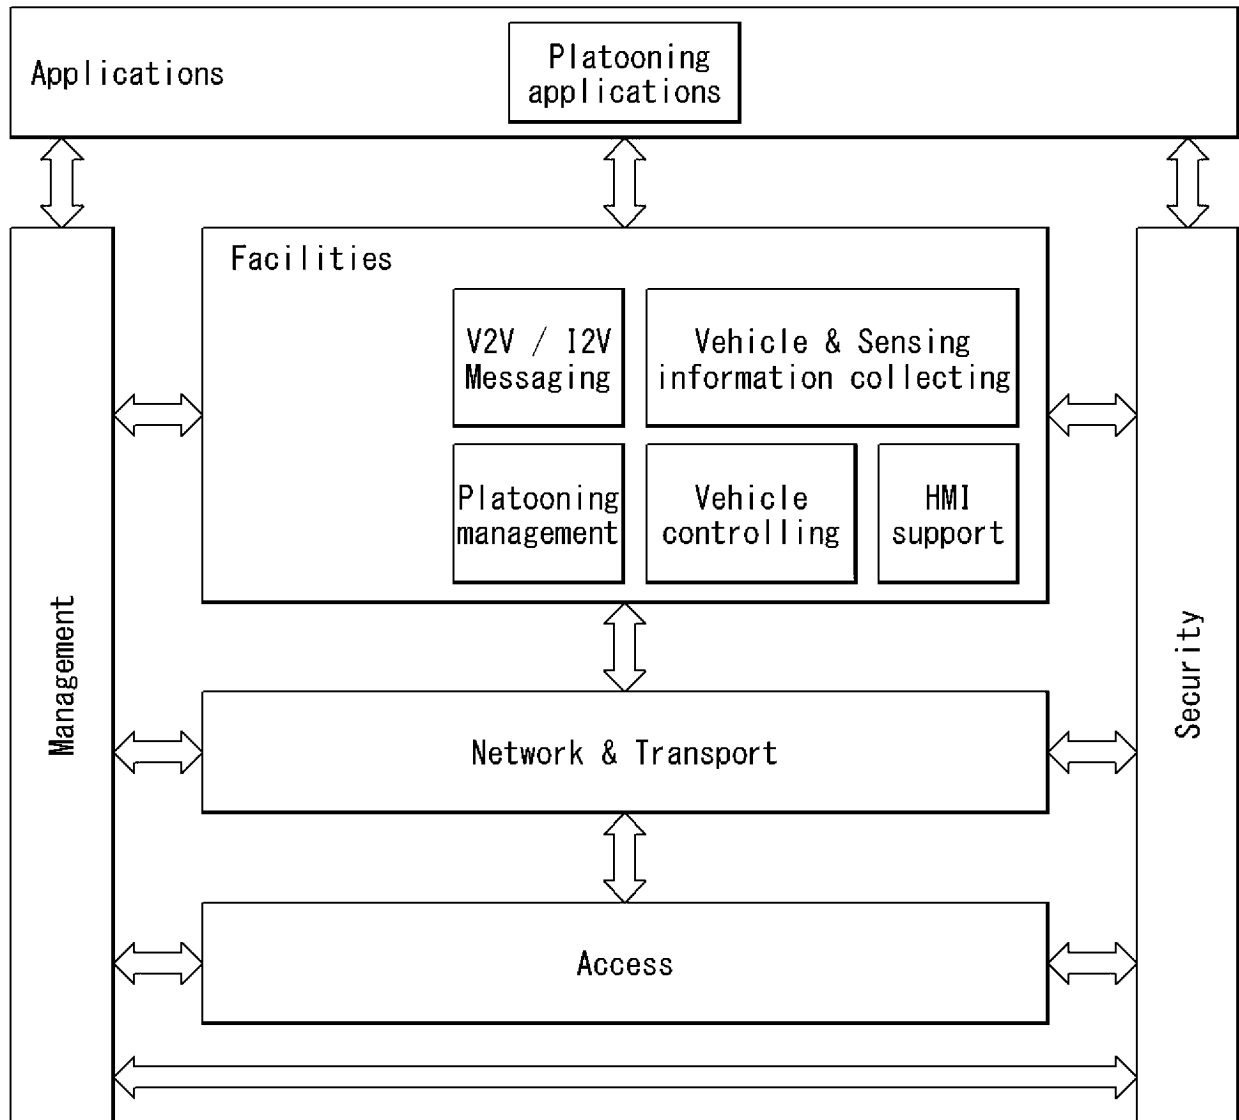 Applications
Platooning
applications
Facilities
V2V / I2V
Messaging
Vehicle & Sensing
information collecting
Platooning
management
Vehicle
controlling
HMI
support
Management
Security
Network & Transport
Access